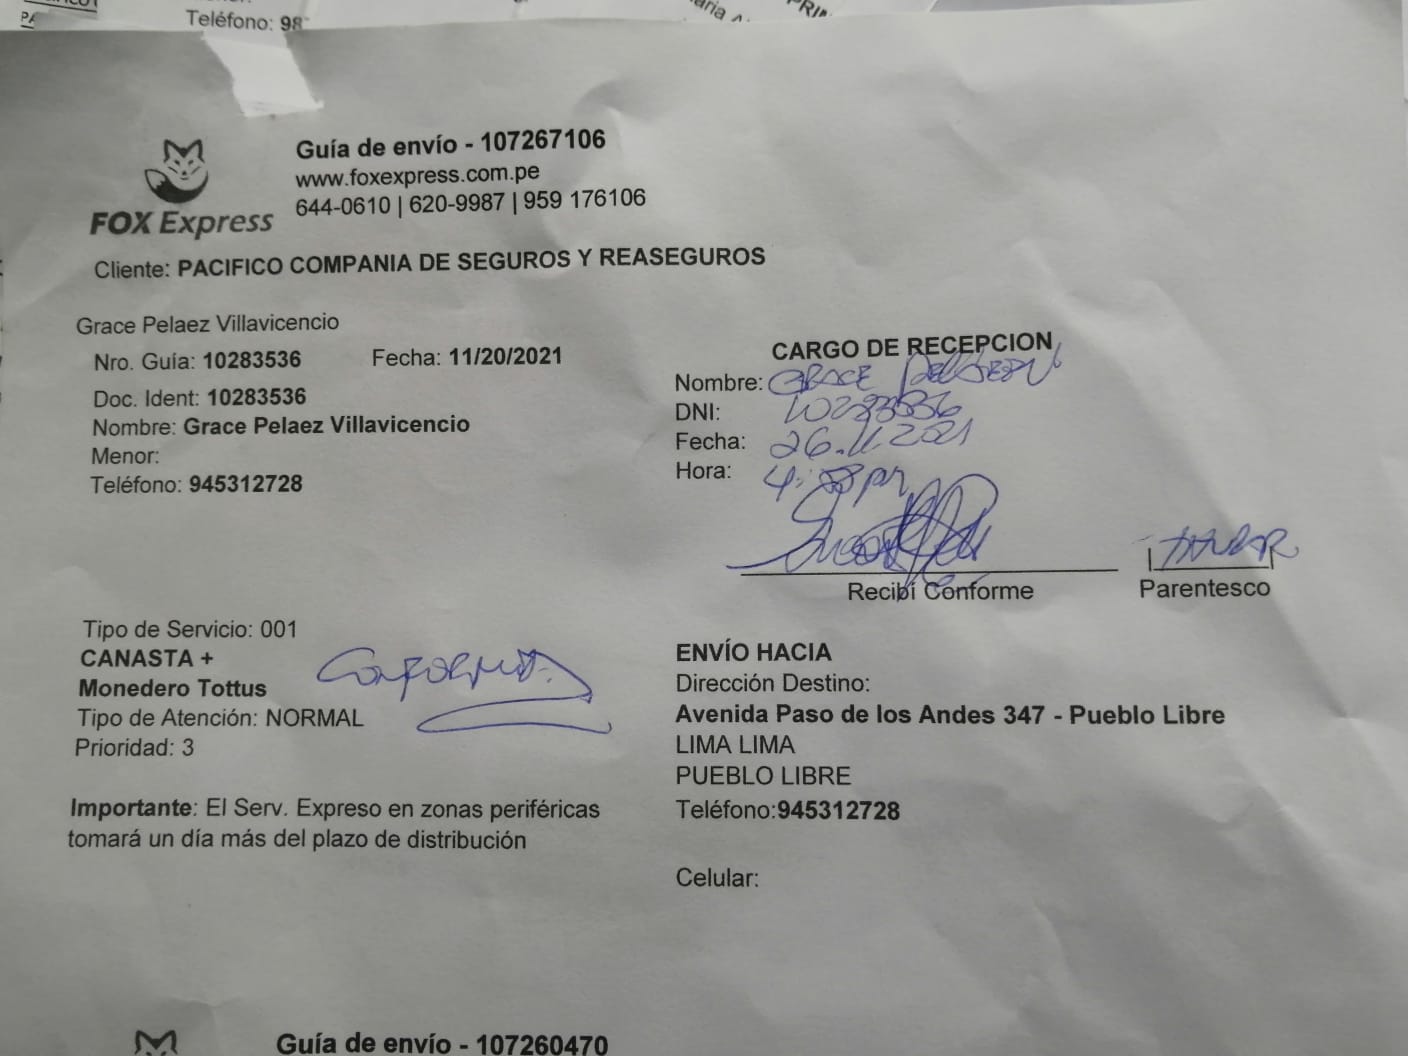 Teléfono: 98
Guía de envío - 107267106
www.foxexpress.com.pe
644-0610 | 620-9987 | 959 176106
FOX Express
Cliente: PACIFICO COMPANIA DE SEGUROS Y REASEGUROS
Grace Pelaez Villavicencio
Nro. Guía: 10283536 Fecha: 11/20/2021
Doc. Ident: 10283536
Nombre: Grace Pelaez Villavicencio
Menor:
Teléfono: 945312728
CARGO DE RECEPCION
Nombre: GRACE
DNI: 10283536
Fecha: 26.11.2021
Hora: 4:
Recibí Conforme
TITULAR
Parentesco
Tipo de Servicio: 001
CANASTA +
Monedero Tottus
Tipo de Atención: NORMAL
Prioridad: 3
Importante: El Serv. Expreso en zonas periféricas
tomará un día más del plazo de distribución
ENVÍO HACIA
Dirección Destino:
Avenida Paso de los Andes 347 - Pueblo Libre
LIMA LIMA
PUEBLO LIBRE
Teléfono:945312728
Celular:
Guía de envío - 107260470